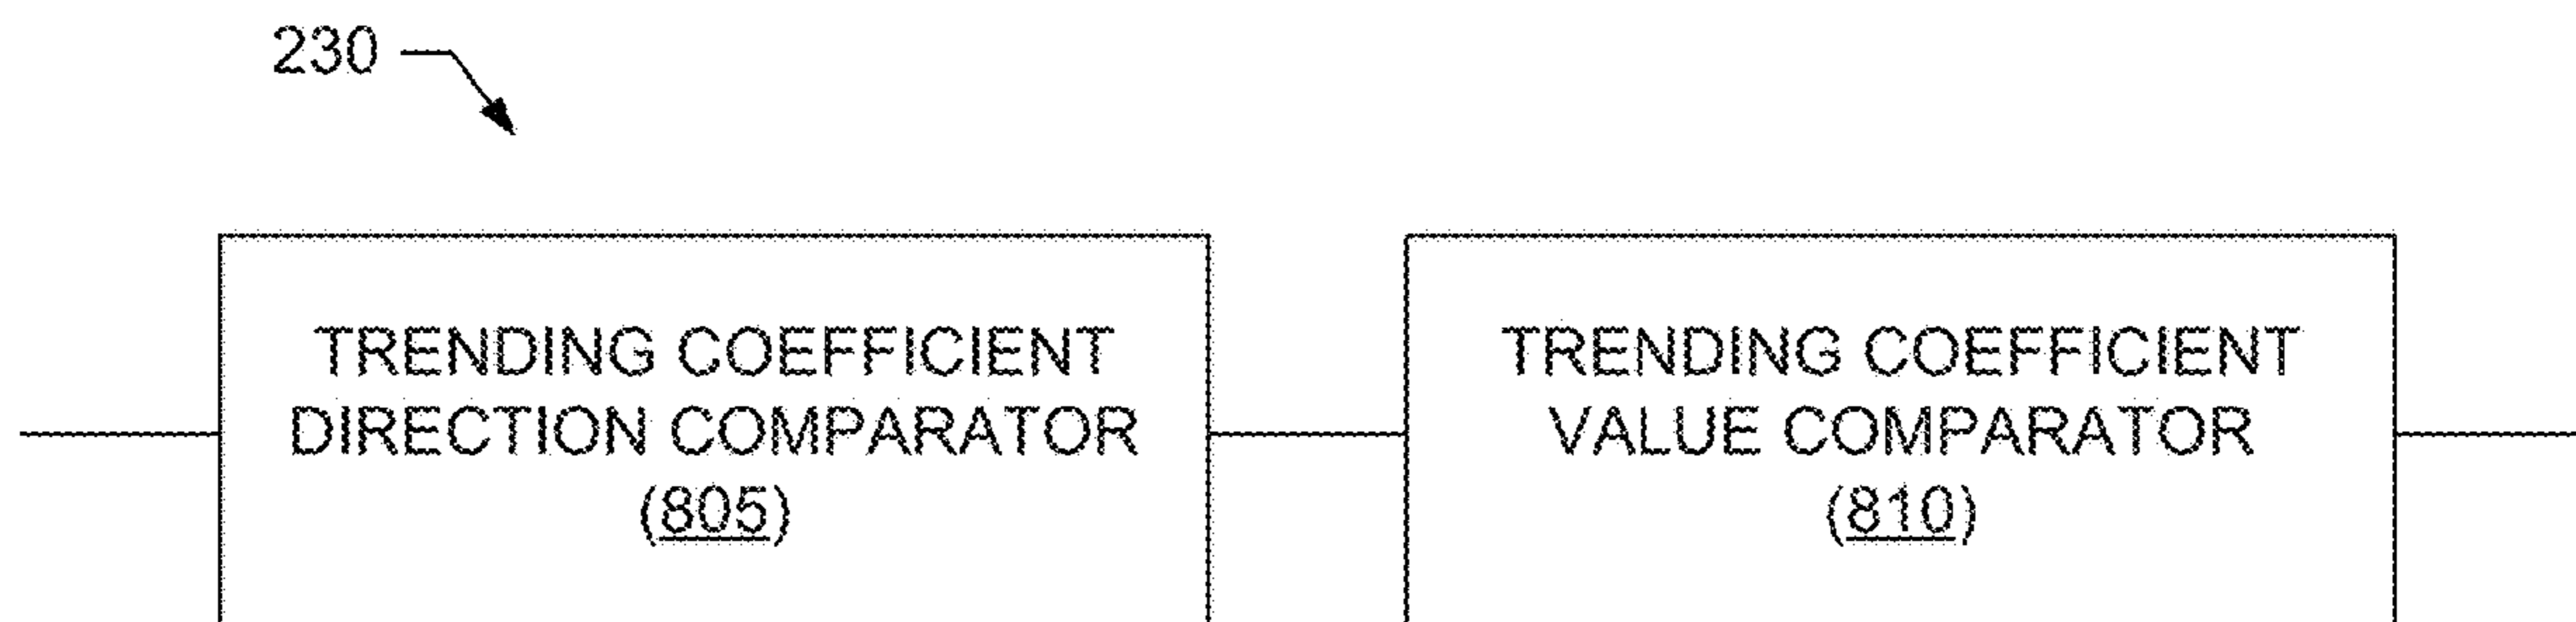 230
TRENDING COEFFICIENT
DIRECTION COMPARATOR
(805)
TRENDING COEFFICIENT
VALUE COMPARATOR
(810)